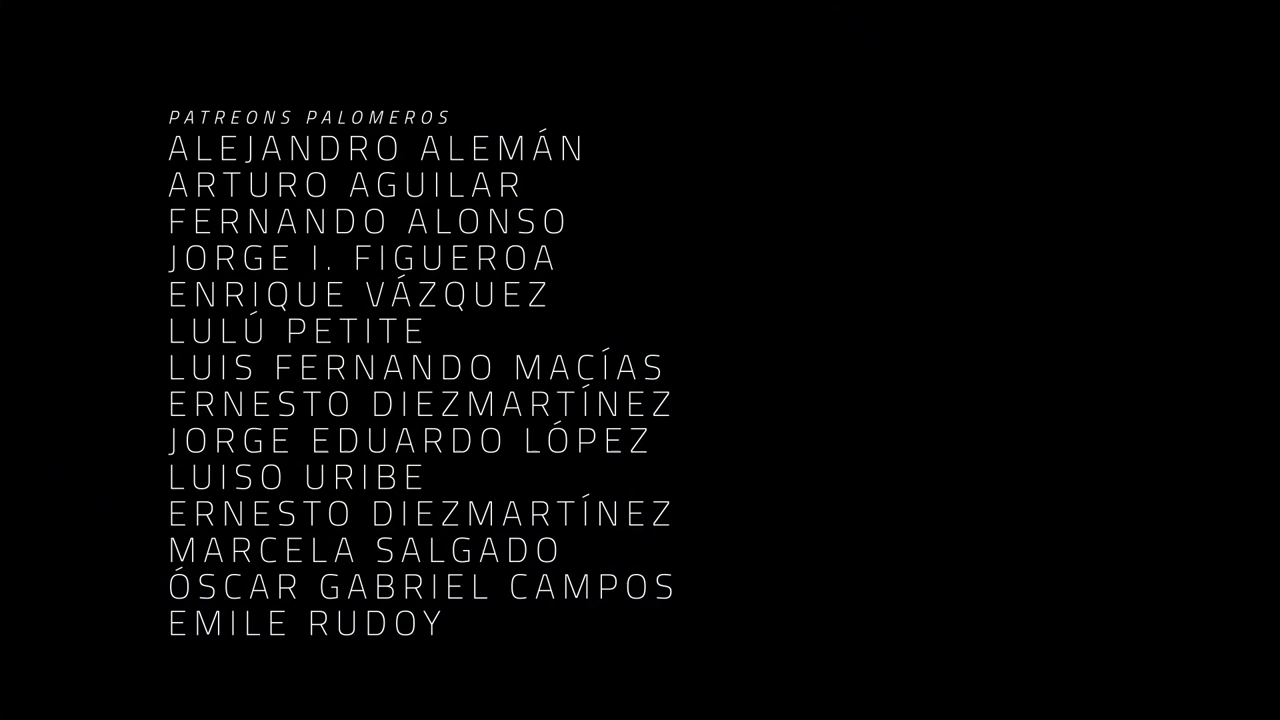 PATREONS PALOMEROS
ALEJANDRO ALEMÁN
ARTURO AGUILAR
FERNANDO ALONSO
JORGE I. FIGUEROA
ENRIQUE VÁZQUEZ
LULÚ PETITE
LUIS FERNANDO MACÍAS
ERNESTO DIEZMARTÍNEZ
JORGE EDUARDO LÓPEZ
LUISO URIBE
ERNESTO DIEZMARTÍNEZ
MARCELA SALGADO
ÓSCAR GABRIEL CAMPOS
EMILE RUDOY